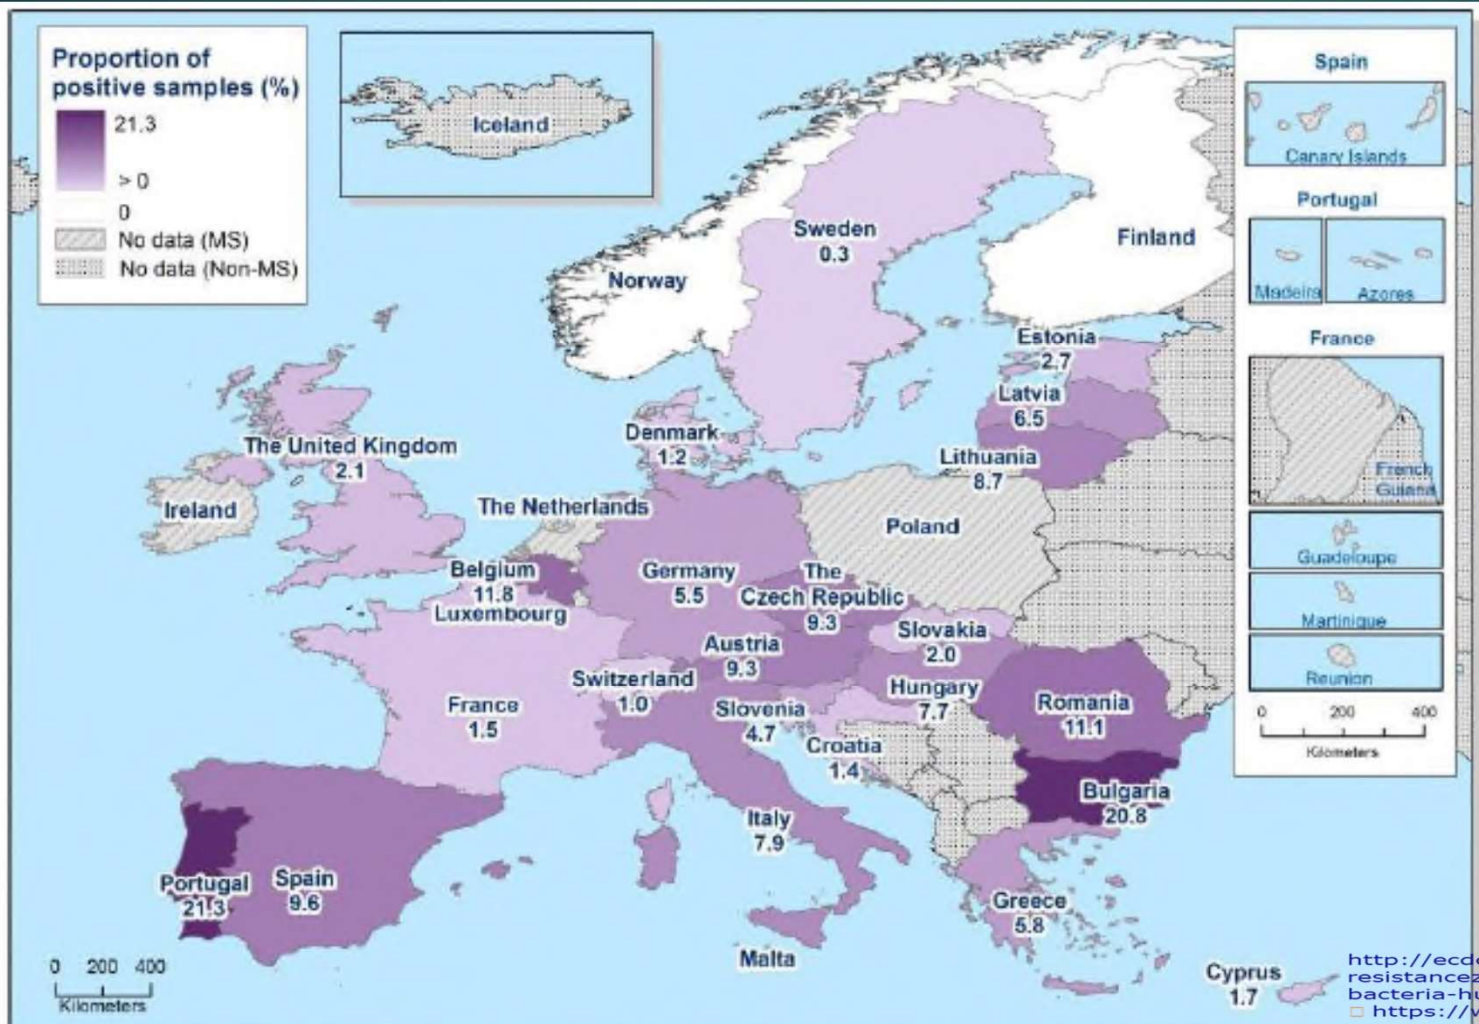 Proportion of
positive samples (%)
21.3
> 0
0
No data (MS)
No data (Non-MS)
Iceland
Norway
Sweden
0.3
Finland
Estonia
2.7
Latvia
6.5
Lithuania
8.7
Denmark
1.2
The United Kingdom
2.1
Ireland
The Netherlands
Poland
Belgium
11.8
Luxembourg
Germany
5.5
The
Czech Republic
9.3
Slovakia
2.0
Austria
9.3
Switzerland
1.0
Hungary
7.7
Romania
11.1
France
1.5
Slovenia
4.7
Croatia
1.4
Bulgaria
20.8
Italy
7.9
Portugal
21.3
Spain
9.6
Greece
5.8
Malta
Cyprus
1.7
0 200 400
Kilometers
Spain
Canary Islands
Portugal
Madeira
Azores
France
French
Guiana
Guadeloupe
Martinique
Reunion
0 200 400
Kilometers
http://ecd
resistancez
bacteria-h
https://